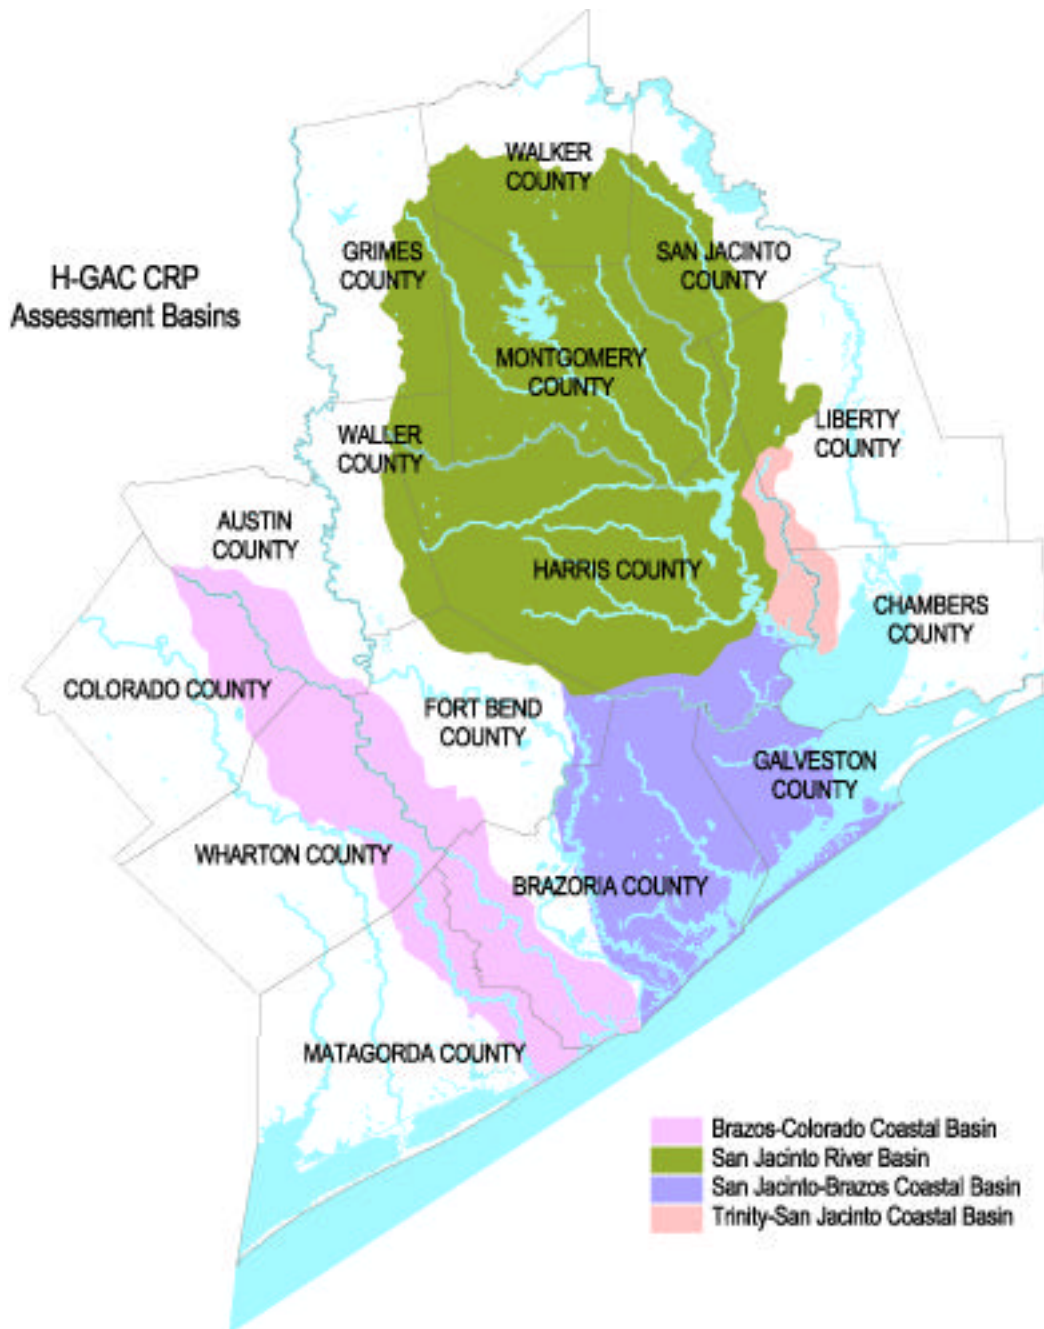 WALKER
COUNTY
GRIMES
COUNTY
SAN JACINTO
COUNTY
H-GAC CRP
Assessment Basins
MONTGOMERY
COUNTY
WALLER
COUNTY
LIBERTY
COUNTY
AUSTIN
COUNTY
HARRIS COUNTY
CHAMBERS
COUNTY
COLORADO COUNTY
FORT BEND
COUNTY
GALVESTON
COUNTY
WHARTON COUNTY
BRAZORIA COUNTY
MATAGORDA COUNTY
Brazos-Colorado Coastal Basin
San Jacinto River Basin
San Jacinto-Brazos Coastal Basin
Trinity-San Jacinto Coastal Basin